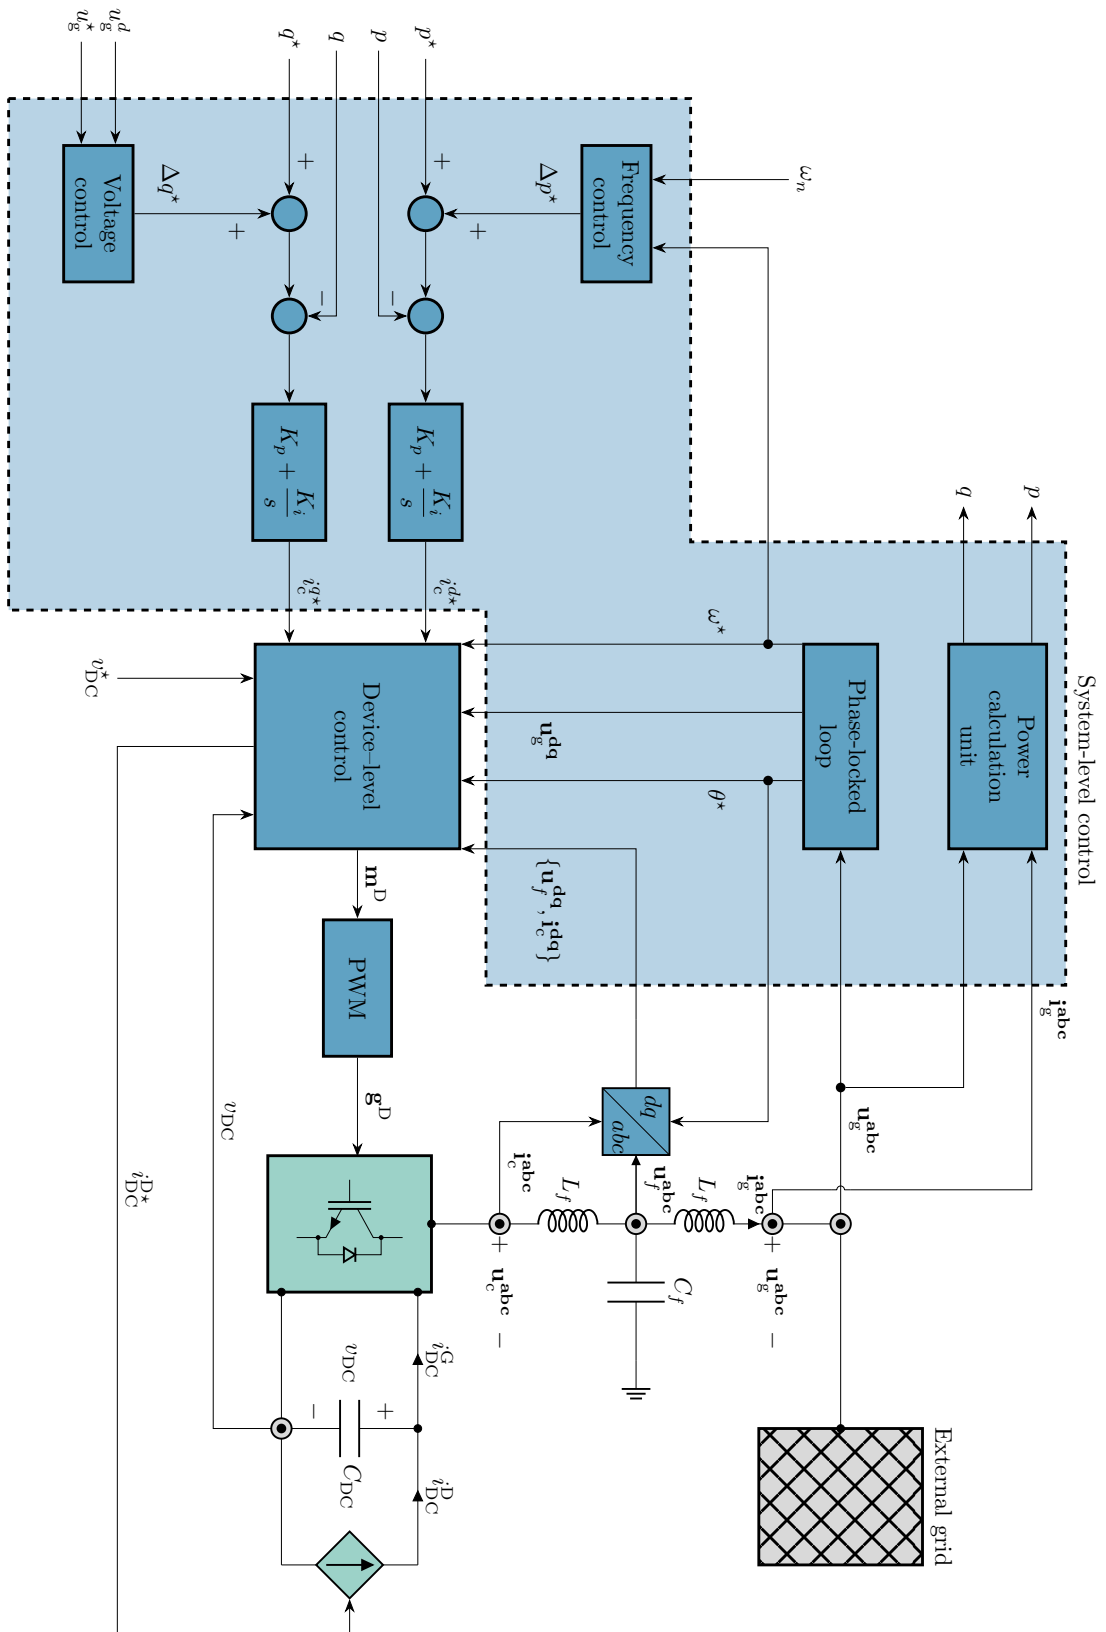 System-level control
Power
calculation
unit
p
q
i_g^abc
External grid
Phase-locked
loop
u_g^abc
ω_n
ω*
θ*
i_g^abc
+ u_g^abc −
Frequency
control
Δp*
u_g^dq
{u_f^dq, i_c^dq}
dq
abc
u_f^abc
L_f
C_f
L_f
i_c^abc
+ u_c^abc −
p*
+
+
p
−
K_p + K_i/s
i_c^d*
q
q*
+
+
−
K_p + K_i/s
i_c^q*
Device–level
control
m^D
PWM
g^D
i_DC^G
i_DC^D
+
v_DC
C_DC
−
Δq*
Voltage
control
u_g^d
u_g^*
v_DC^*
v_DC
i_DC^D*